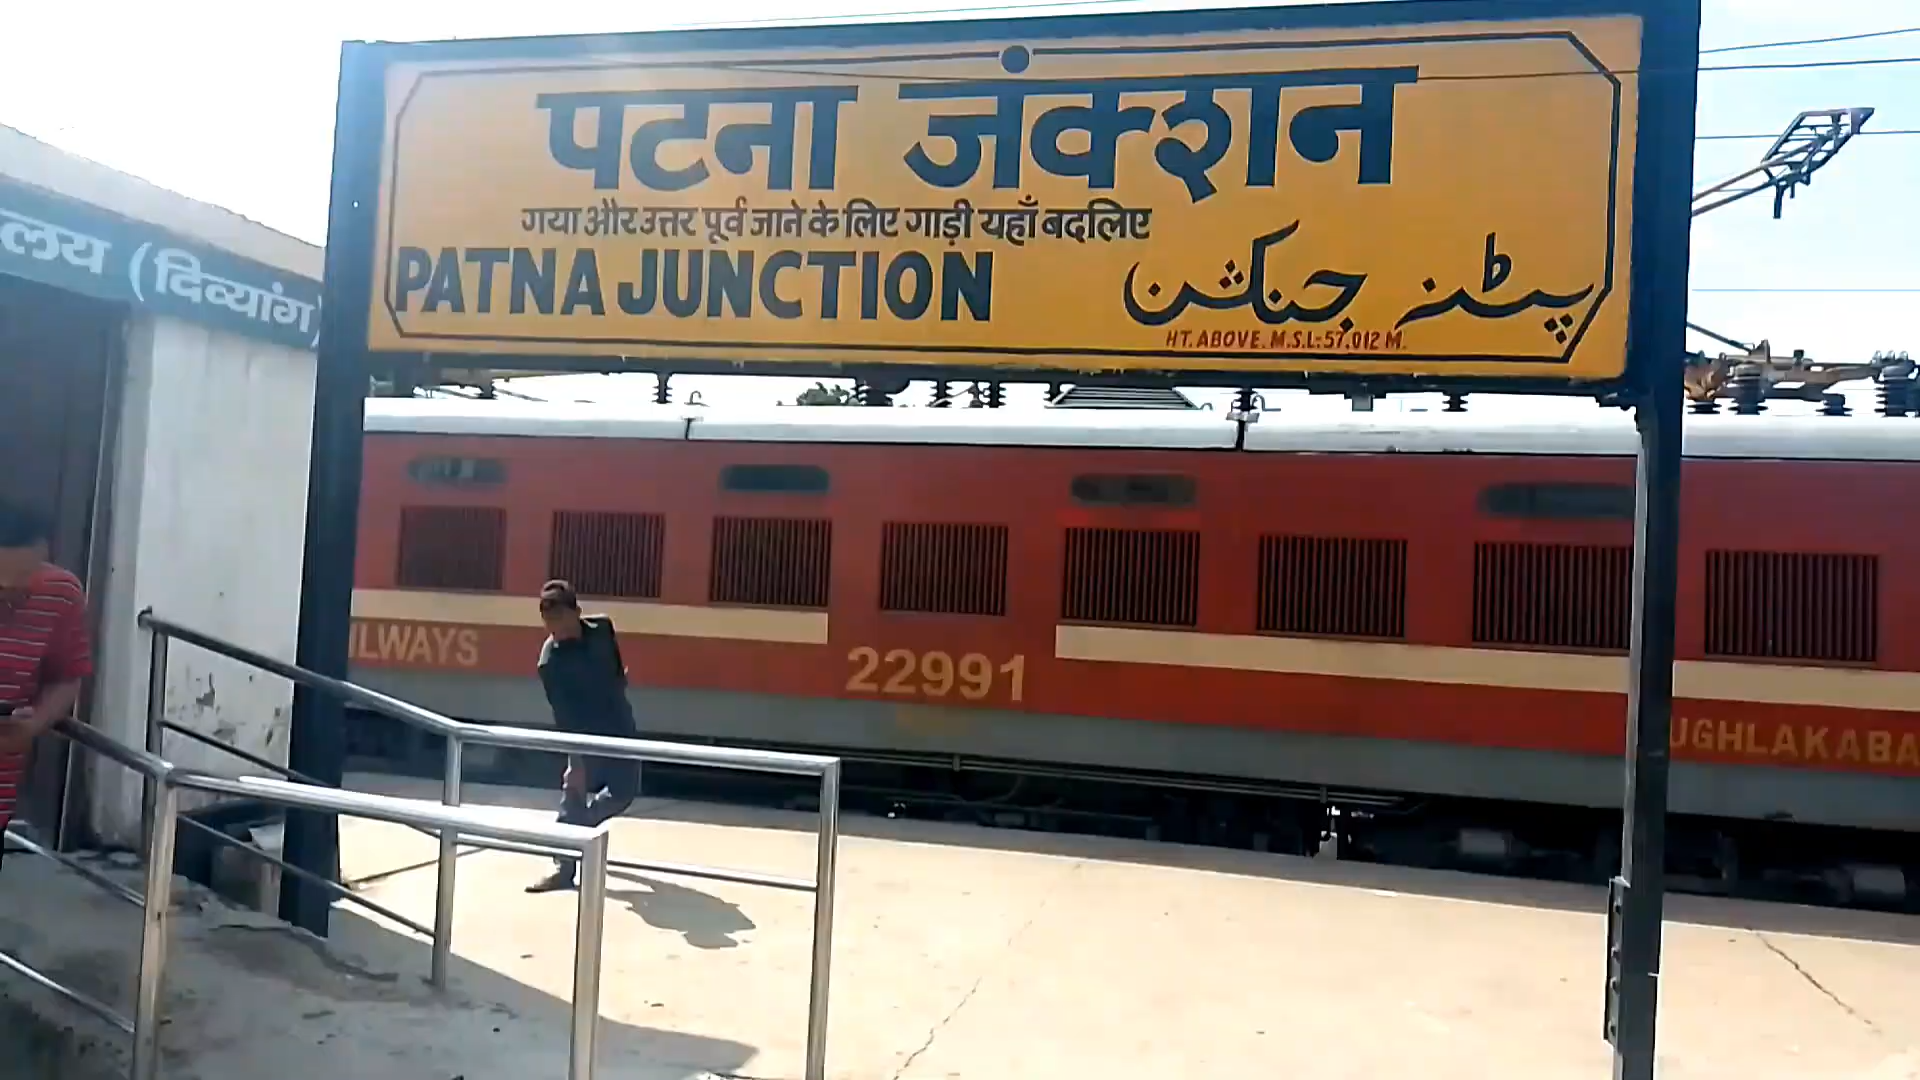 पटना जंक्शन
गया और उत्तर पूर्व जाने के लिए गाड़ी यहाँ बदलिए
PATNA JUNCTION
پٹنہ جنکشن
HT. ABOVE. M.S.L:57.012 M.
लय (दिव्यांग)
ILWAYS
22991
UGHLAKABA